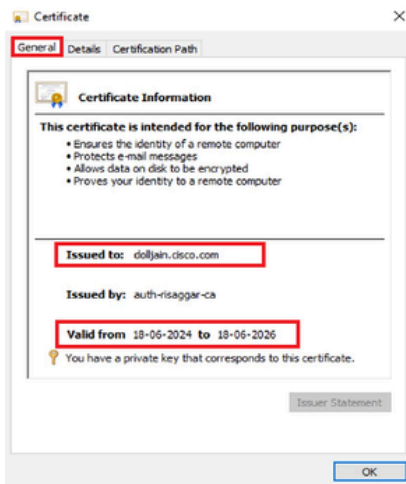 Certificate
General Details Certification Path
Certificate Information
This certificate is intended for the following purpose(s):
• Ensures the identity of a remote computer
• Protects e-mail messages
• Allows data on disk to be encrypted
• Proves your identity to a remote computer
Issued to: dolljain.cisco.com
Issued by: auth-risaggar-ca
Valid from 18-06-2024 to 18-06-2026
You have a private key that corresponds to this certificate.
Issuer Statement
OK